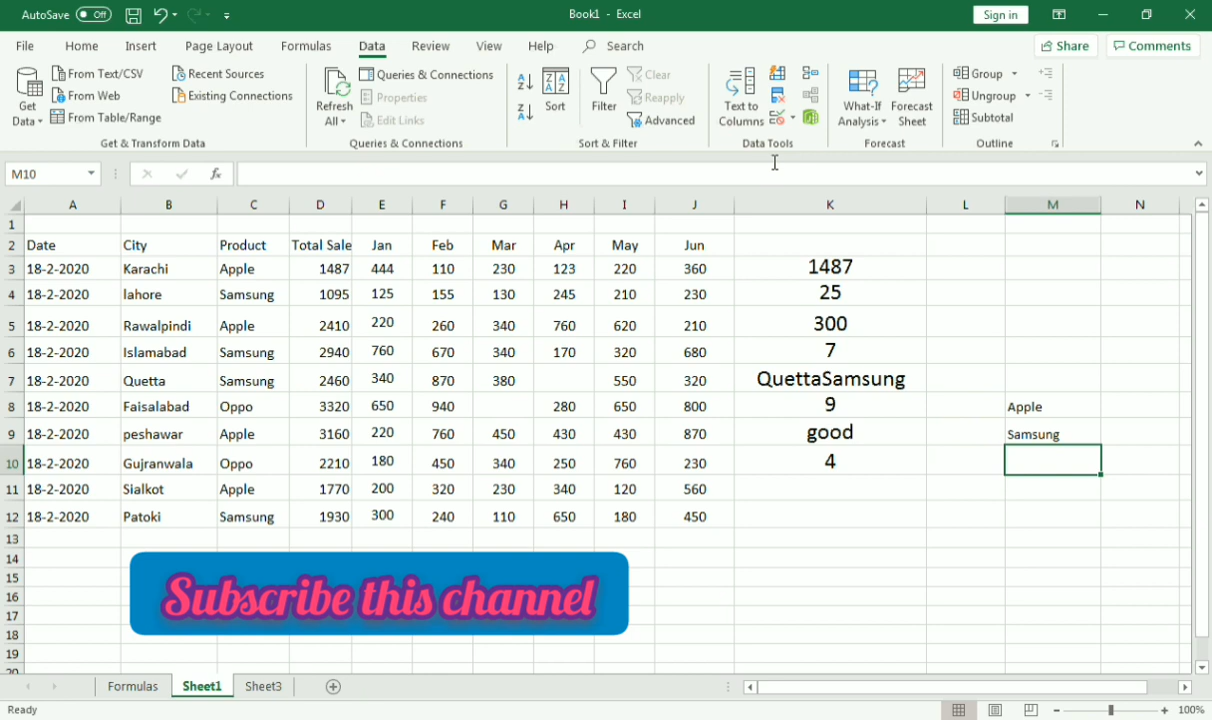 AutoSave Off Book1 - Excel Sign in
File Home Insert Page Layout Formulas Data Review View Help Search Share Comments
Get Data From Text/CSV From Web From Table/Range Recent Sources Existing Connections
Refresh All Queries & Connections Properties Edit Links
Sort Filter Clear Reapply Advanced
Text to Columns
What-If Analysis Forecast Sheet
Group Ungroup Subtotal
Get & Transform Data Queries & Connections Sort & Filter Data Tools Forecast Outline
M10 fx
A B C D E F G H I J K L M N
1
2 Date City Product Total Sale Jan Feb Mar Apr May Jun
3 18-2-2020 Karachi Apple 1487 444 110 230 123 220 360 1487
4 18-2-2020 lahore Samsung 1095 125 155 130 245 210 230 25
5 18-2-2020 Rawalpindi Apple 2410 220 260 340 760 620 210 300
6 18-2-2020 Islamabad Samsung 2940 760 670 340 170 320 680 7
7 18-2-2020 Quetta Samsung 2460 340 870 380 550 320 QuettaSamsung
8 18-2-2020 Faisalabad Oppo 3320 650 940 280 650 800 9 Apple
9 18-2-2020 peshawar Apple 3160 220 760 450 430 430 870 good Samsung
10 18-2-2020 Gujranwala Oppo 2210 180 450 340 250 760 230 4
11 18-2-2020 Sialkot Apple 1770 200 320 230 340 120 560
12 18-2-2020 Patoki Samsung 1930 300 240 110 650 180 450
13
14
15
16
17
18
19
20
Subscribe this channel
Formulas Sheet1 Sheet3
Ready 100%